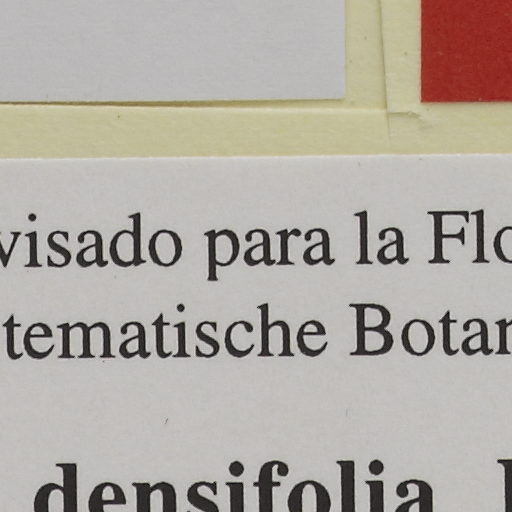 visado para la Flo
tematische Botan
densifolia